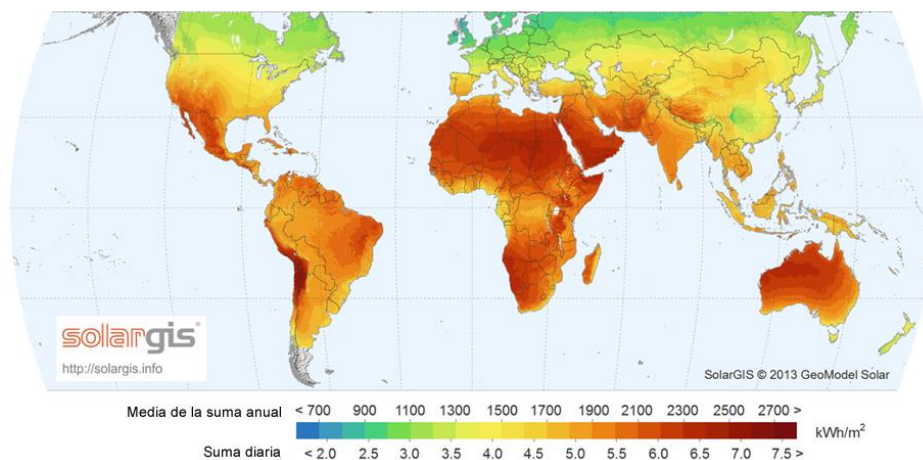 solargis
http://solargis.info
SolarGIS © 2013 GeoModel Solar
Media de la suma anual < 700 900 1100 1300 1500 1700 1900 2100 2300 2500 2700 >
kWh/m²
Suma diaria < 2.0 2.5 3.0 3.5 4.0 4.5 5.0 5.5 6.0 6.5 7.0 7.5 >